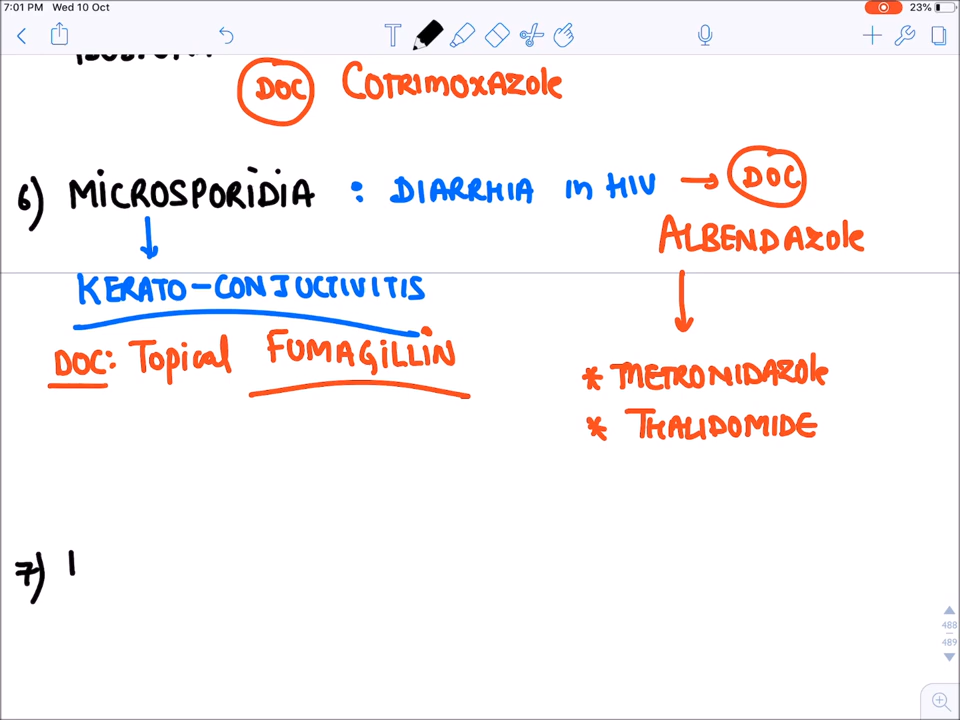 7:01 PM Wed 10 Oct
23%
T
DOC COTRIMOXAZOLE
6) MICROSPORIDIA : DIARRHIA in HIV → DOC
ALBENDAZOLE
KERATO-CONJUCTIVITIS
DOC: Topical FUMAGILLIN
* METRONIDAZOLE
* THALIDOMIDE
7)
488
489